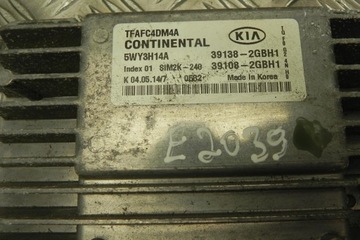 TFAFC4DM4A
CONTINENTAL
KIA
5WY3H14A
39138-2GBH1
Index 01 SIM2K-240
39108-2GBH1
K 04.05.14/7 0582
Made in Korea
E2039